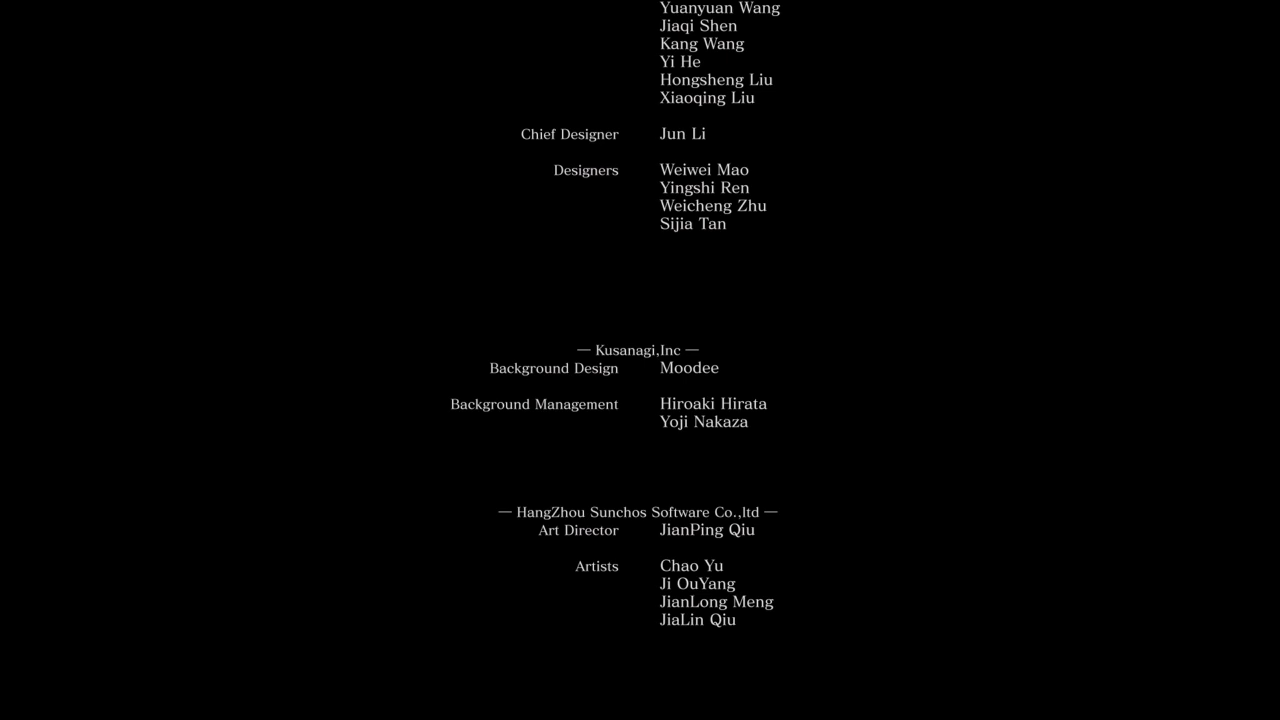 Yuanyuan Wang
Jiaqi Shen
Kang Wang
Yi He
Hongsheng Liu
Xiaoqing Liu
Chief Designer Jun Li
Designers Weiwei Mao
Yingshi Ren
Weicheng Zhu
Sijia Tan
— Kusanagi,Inc —
Background Design Moodee
Background Management Hiroaki Hirata
Yoji Nakaza
— HangZhou Sunchos Software Co.,ltd —
Art Director JianPing Qiu
Artists Chao Yu
Ji OuYang
JianLong Meng
JiaLin Qiu